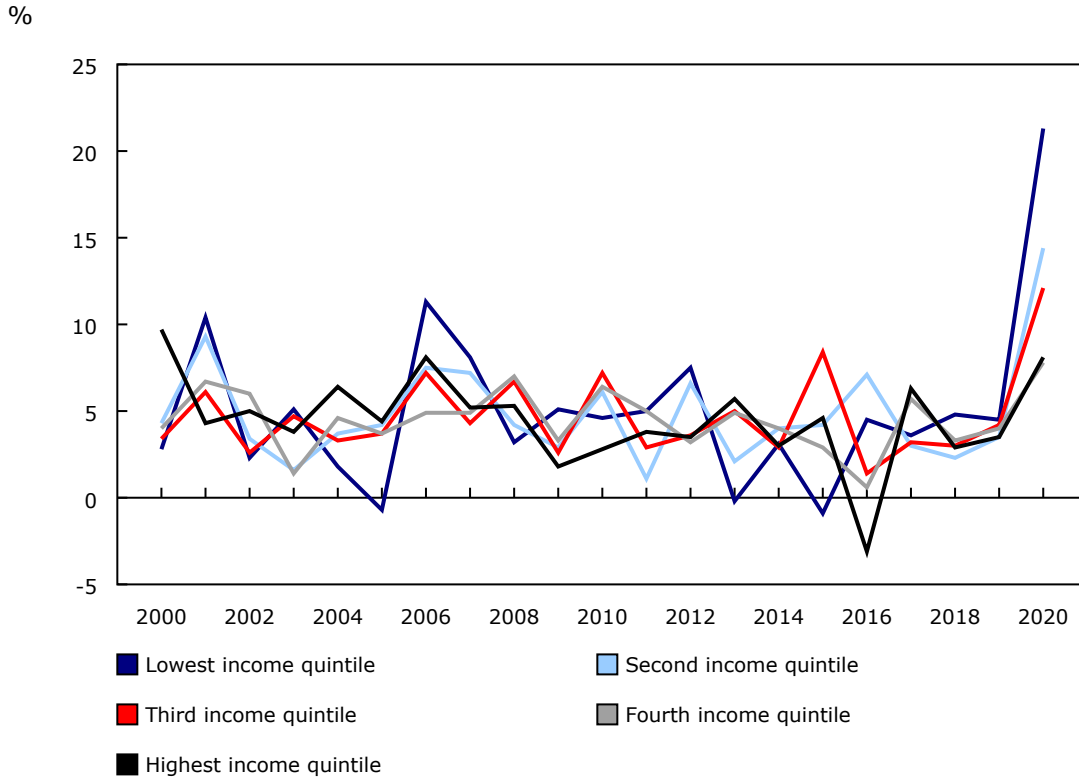 %
25
20
15
10
5
0
-5
2000 2002 2004 2006 2008 2010 2012 2014 2016 2018 2020
Lowest income quintile Second income quintile
Third income quintile Fourth income quintile
Highest income quintile